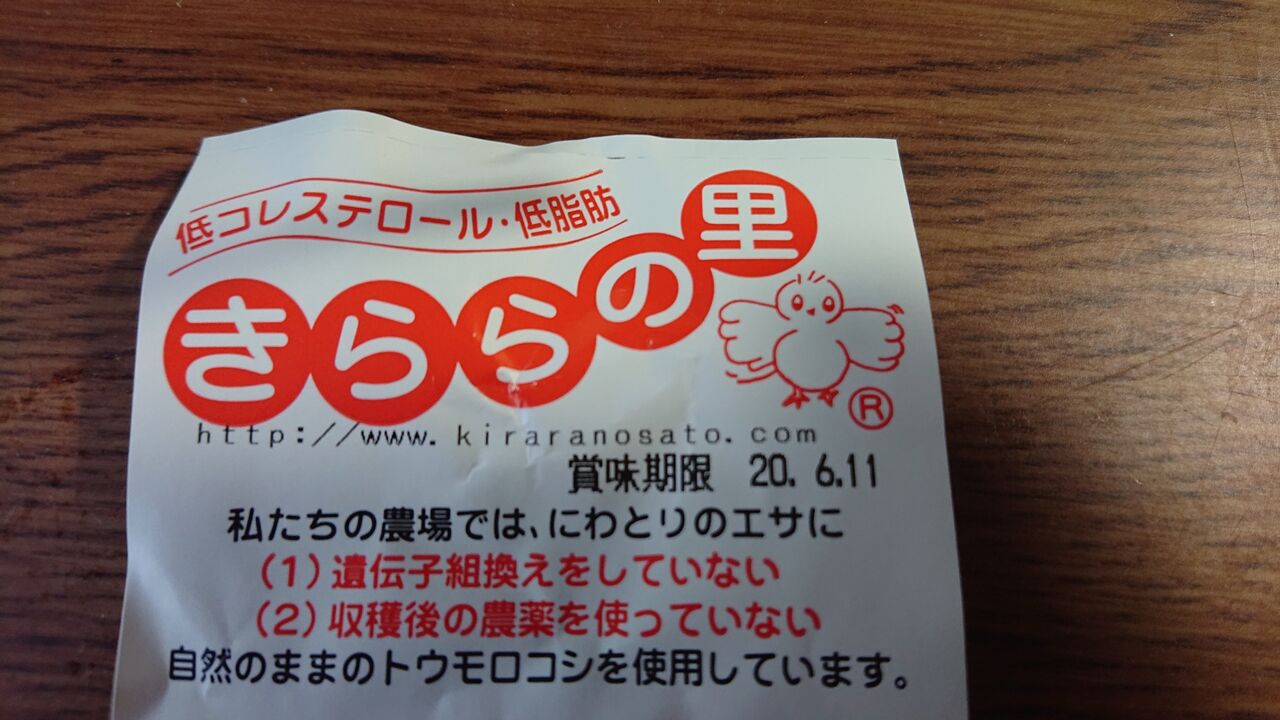 低コレステロール・低脂肪
きららの里
®
http://www.kiraranosato.com
賞味期限 20.6.11
私たちの農場では、にわとりのエサに
(1)遺伝子組換えをしていない
(2)収穫後の農薬を使っていない
自然のままのトウモロコシを使用しています。